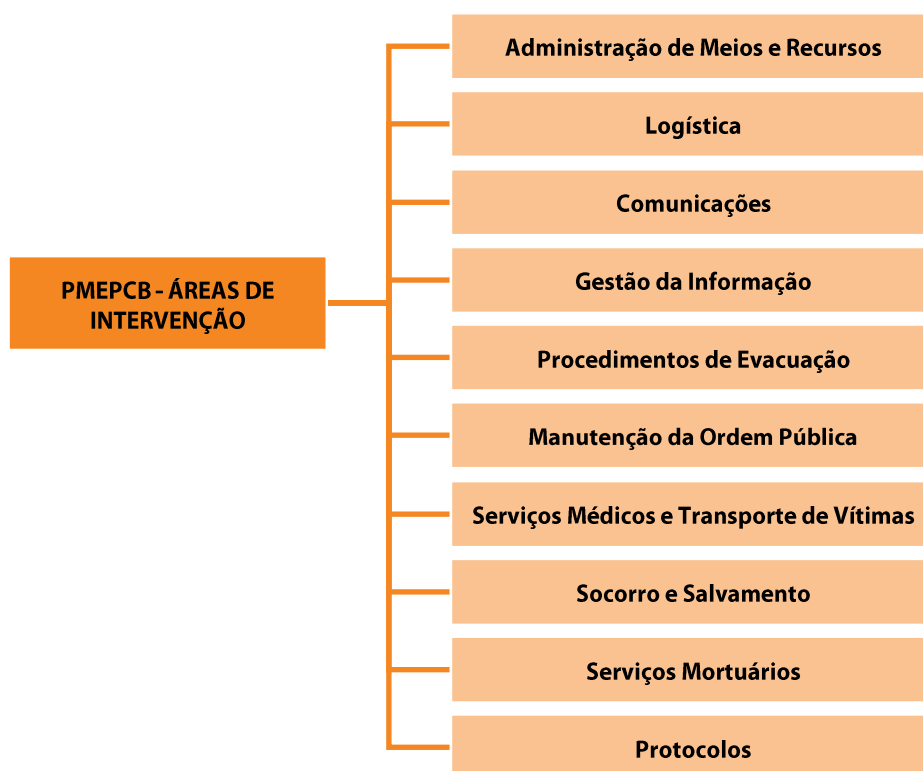 Administração de Meios e Recursos
Logística
Comunicações
Gestão da Informação
PMEPCB - ÁREAS DE
INTERVENÇÃO
Procedimentos de Evacuação
Manutenção da Ordem Pública
Serviços Médicos e Transporte de Vítimas
Socorro e Salvamento
Serviços Mortuários
Protocolos